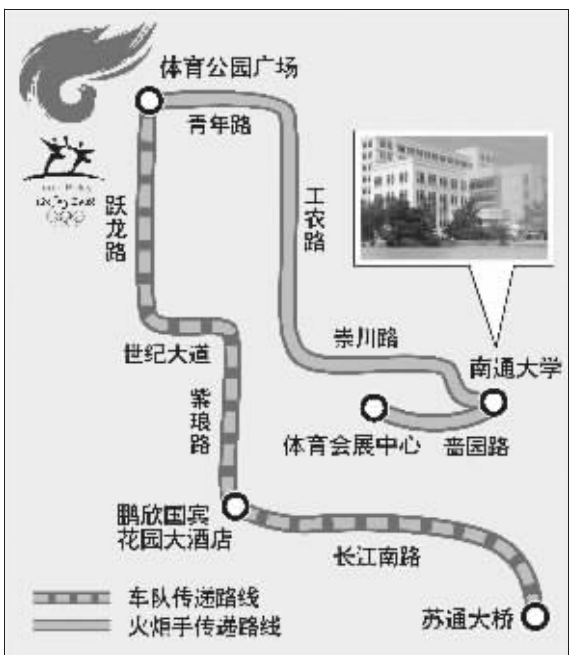 体育公园广场
青年路
跃龙路
工农路
世纪大道
崇川路
南通大学
紫琅路
体育会展中心
啬园路
鹏欣国宾
花园大酒店
长江南路
苏通大桥
车队传递路线
火炬手传递路线